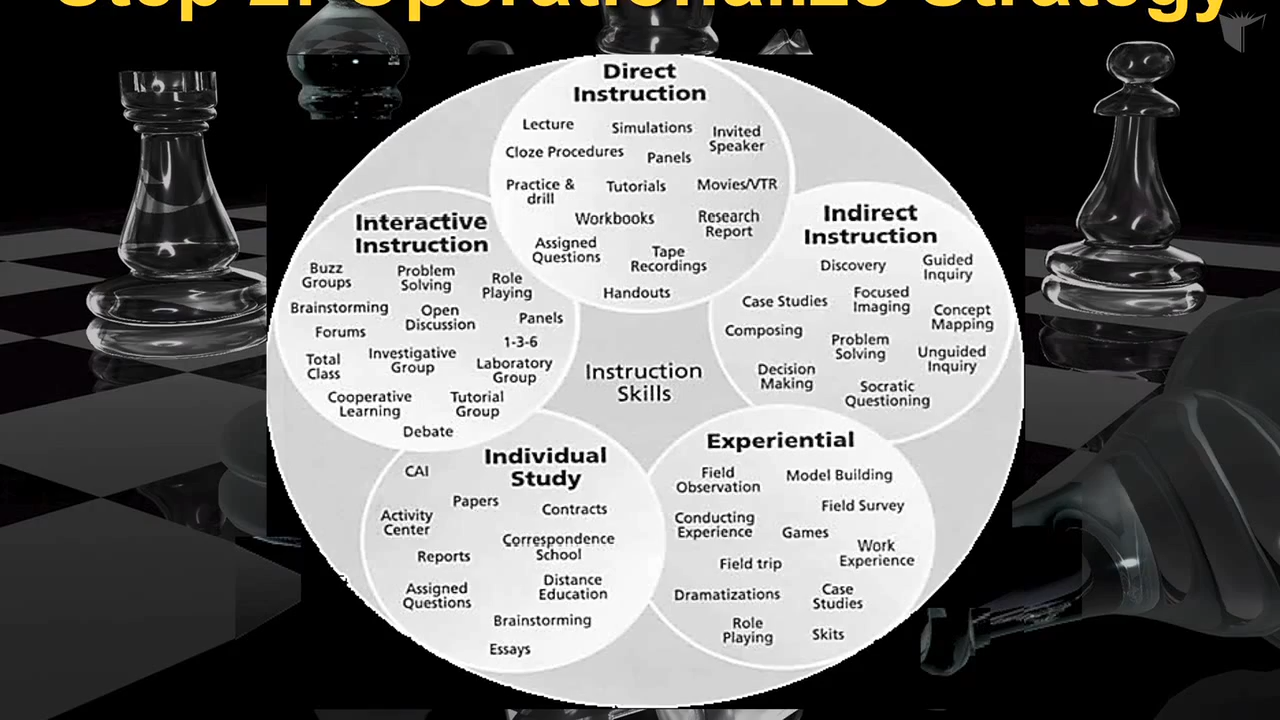 Step 2: Operationalize Strategy
Direct
Instruction
Lecture
Simulations
Invited
Speaker
Cloze Procedures
Panels
Practice &
drill
Tutorials
Movies/VTR
Workbooks
Research
Report
Assigned
Questions
Tape
Recordings
Handouts
Interactive
Instruction
Buzz
Groups
Problem
Solving
Role
Playing
Brainstorming
Open
Discussion
Panels
Forums
1-3-6
Total
Class
Investigative
Group
Laboratory
Group
Cooperative
Learning
Tutorial
Group
Debate
Indirect
Instruction
Discovery
Guided
Inquiry
Case Studies
Focused
Imaging
Concept
Mapping
Composing
Problem
Solving
Unguided
Inquiry
Decision
Making
Socratic
Questioning
Instruction
Skills
Individual
Study
CAI
Papers
Contracts
Activity
Center
Correspondence
School
Reports
Distance
Education
Assigned
Questions
Brainstorming
Essays
Experiential
Field
Observation
Model Building
Field Survey
Conducting
Experience
Games
Work
Experience
Field trip
Dramatizations
Case
Studies
Role
Playing
Skits